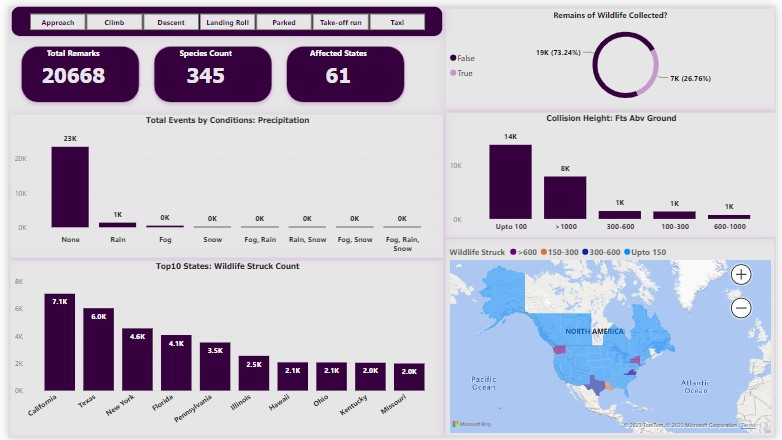 Approach Climb Descent Landing Roll Parked Take-off run Taxi
Total Remarks
20668
Species Count
345
Affected States
61
Remains of Wildlife Collected?
False
True
19K (73.24%)
7K (26.76%)
Total Events by Conditions: Precipitation
20K
10K
0K
23K
1K
0K
0K
0K
0K
0K
0K
None Rain Fog Snow Fog, Rain Rain, Snow Fog, Snow Fog, Rain,
Snow
Collision Height: Fts Abv Ground
10K
0K
14K
8K
1K
1K
1K
Upto 100 >1000 300-600 100-300 600-1000
Top10 States: Wildlife Struck Count
8K
6K
4K
2K
0K
7.1K
6.0K
4.6K
4.1K
3.5K
2.5K
2.1K
2.1K
2.0K
2.0K
California Texas New York Florida Pennsylvania Illinois Hawaii Ohio Kentucky Missouri
Wildlife Struck >600 150-300 300-600 Upto 150
NORTH AMERICA
Pacific
Ocean
Atlantic
Ocean
Microsoft Bing
© 2023 TomTom, © 2023 Microsoft Corporation Terms